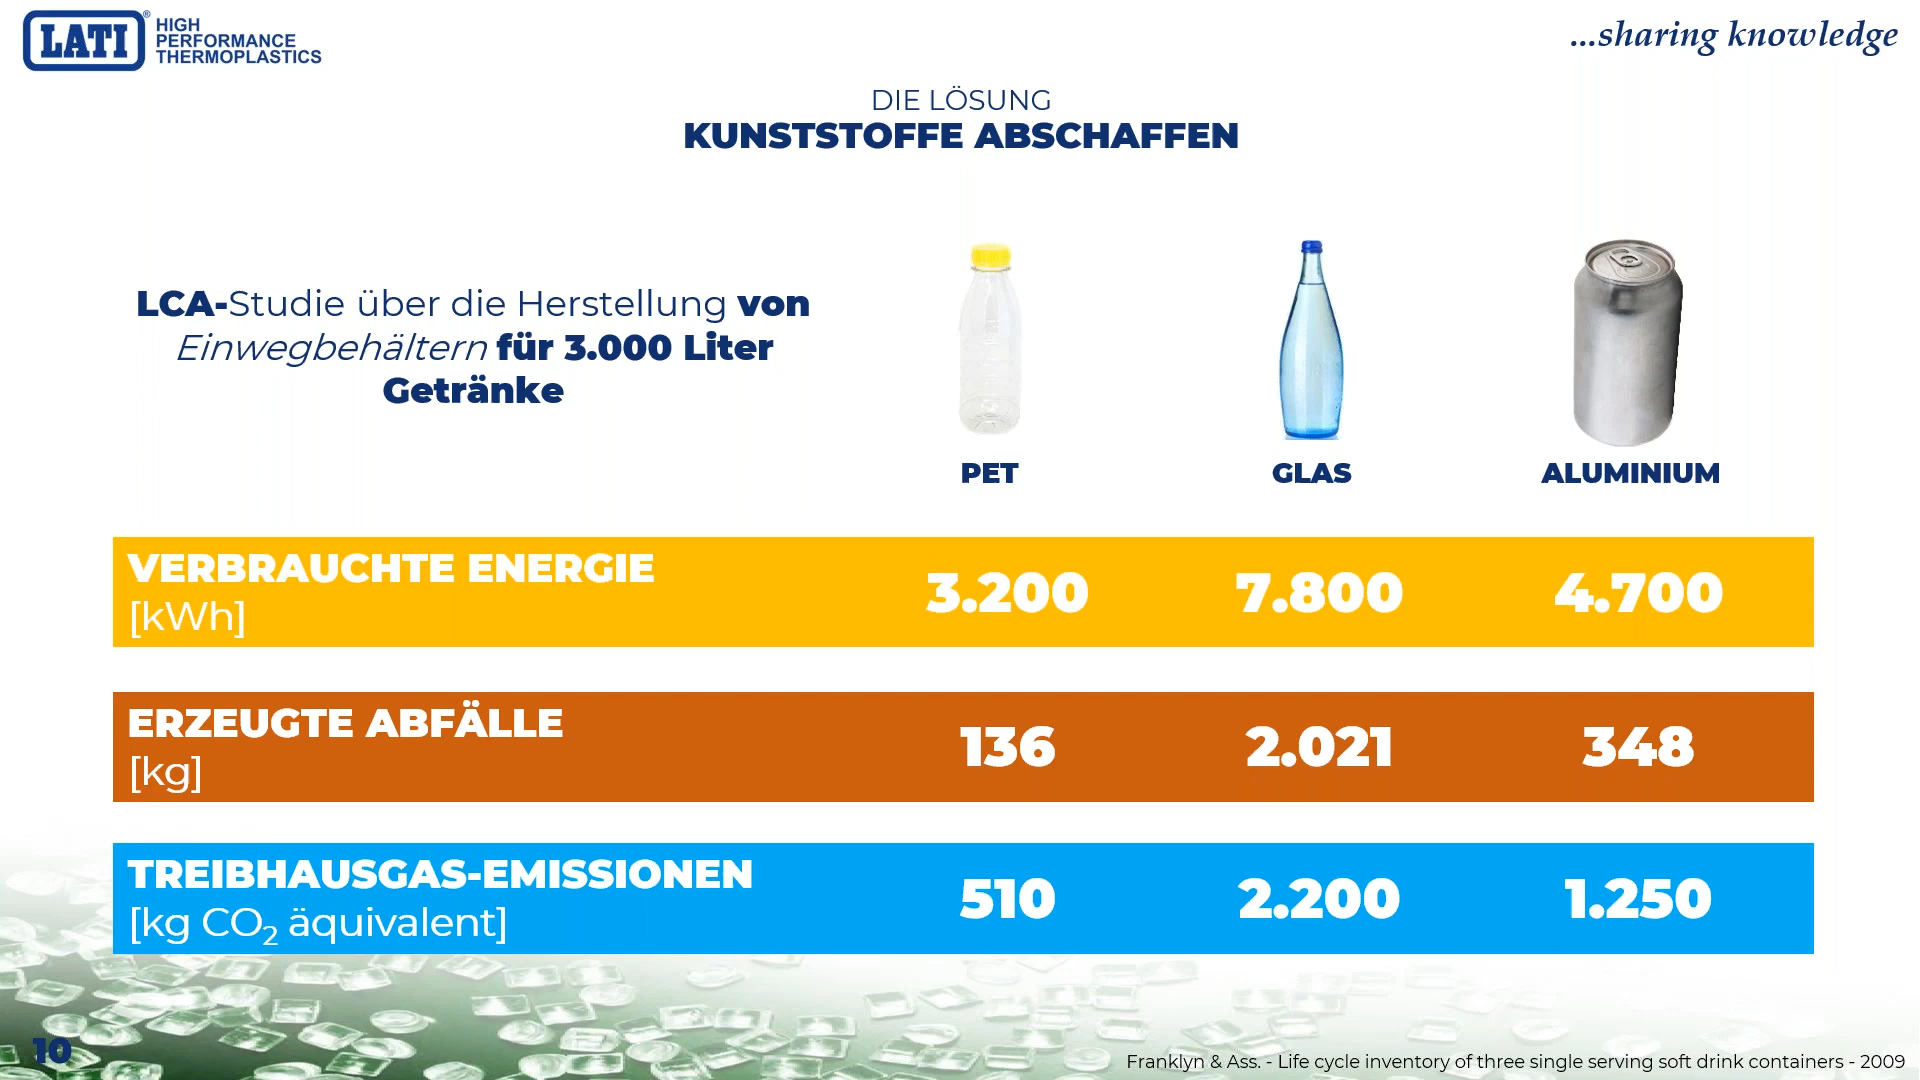 LATI®
HIGH
PERFORMANCE
THERMOPLASTICS
...sharing knowledge
DIE LÖSUNG
KUNSTSTOFFE ABSCHAFFEN
LCA-Studie über die Herstellung von
Einwegbehältern für 3.000 Liter
Getränke
PET GLAS ALUMINIUM
VERBRAUCHTE ENERGIE
[kWh]
3.200 7.800 4.700
ERZEUGTE ABFÄLLE
[kg]
136 2.021 348
TREIBHAUSGAS-EMISSIONEN
[kg CO₂ äquivalent]
510 2.200 1.250
10
Franklyn & Ass. - Life cycle inventory of three single serving soft drink containers - 2009